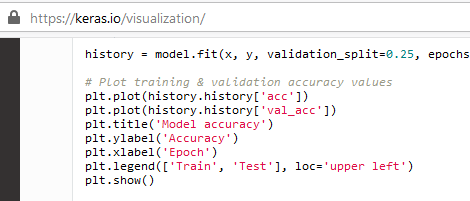 https://keras.io/visualization/
history = model.fit(x, y, validation_split=0.25, epochs
# Plot training & validation accuracy values
plt.plot(history.history['acc'])
plt.plot(history.history['val_acc'])
plt.title('Model accuracy')
plt.ylabel('Accuracy')
plt.xlabel('Epoch')
plt.legend(['Train', 'Test'], loc='upper left')
plt.show()